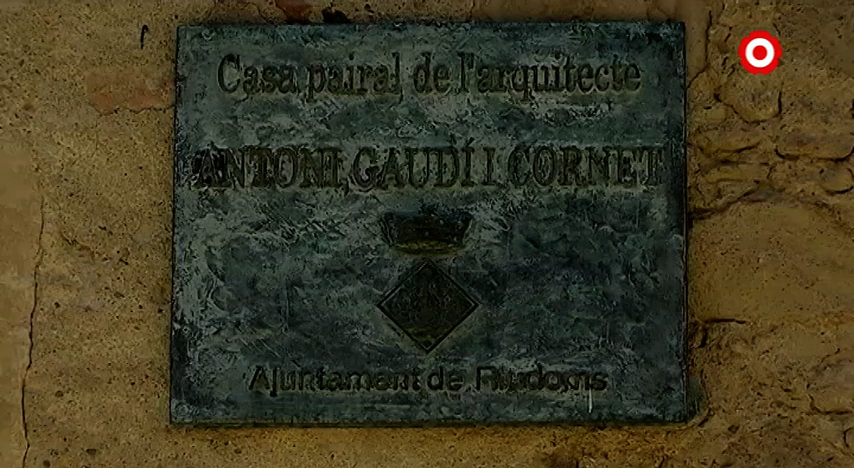 Casa pairal de l'arquitecte
ANTONI GAUDÍ I CORNET
Ajuntament de Riudoms